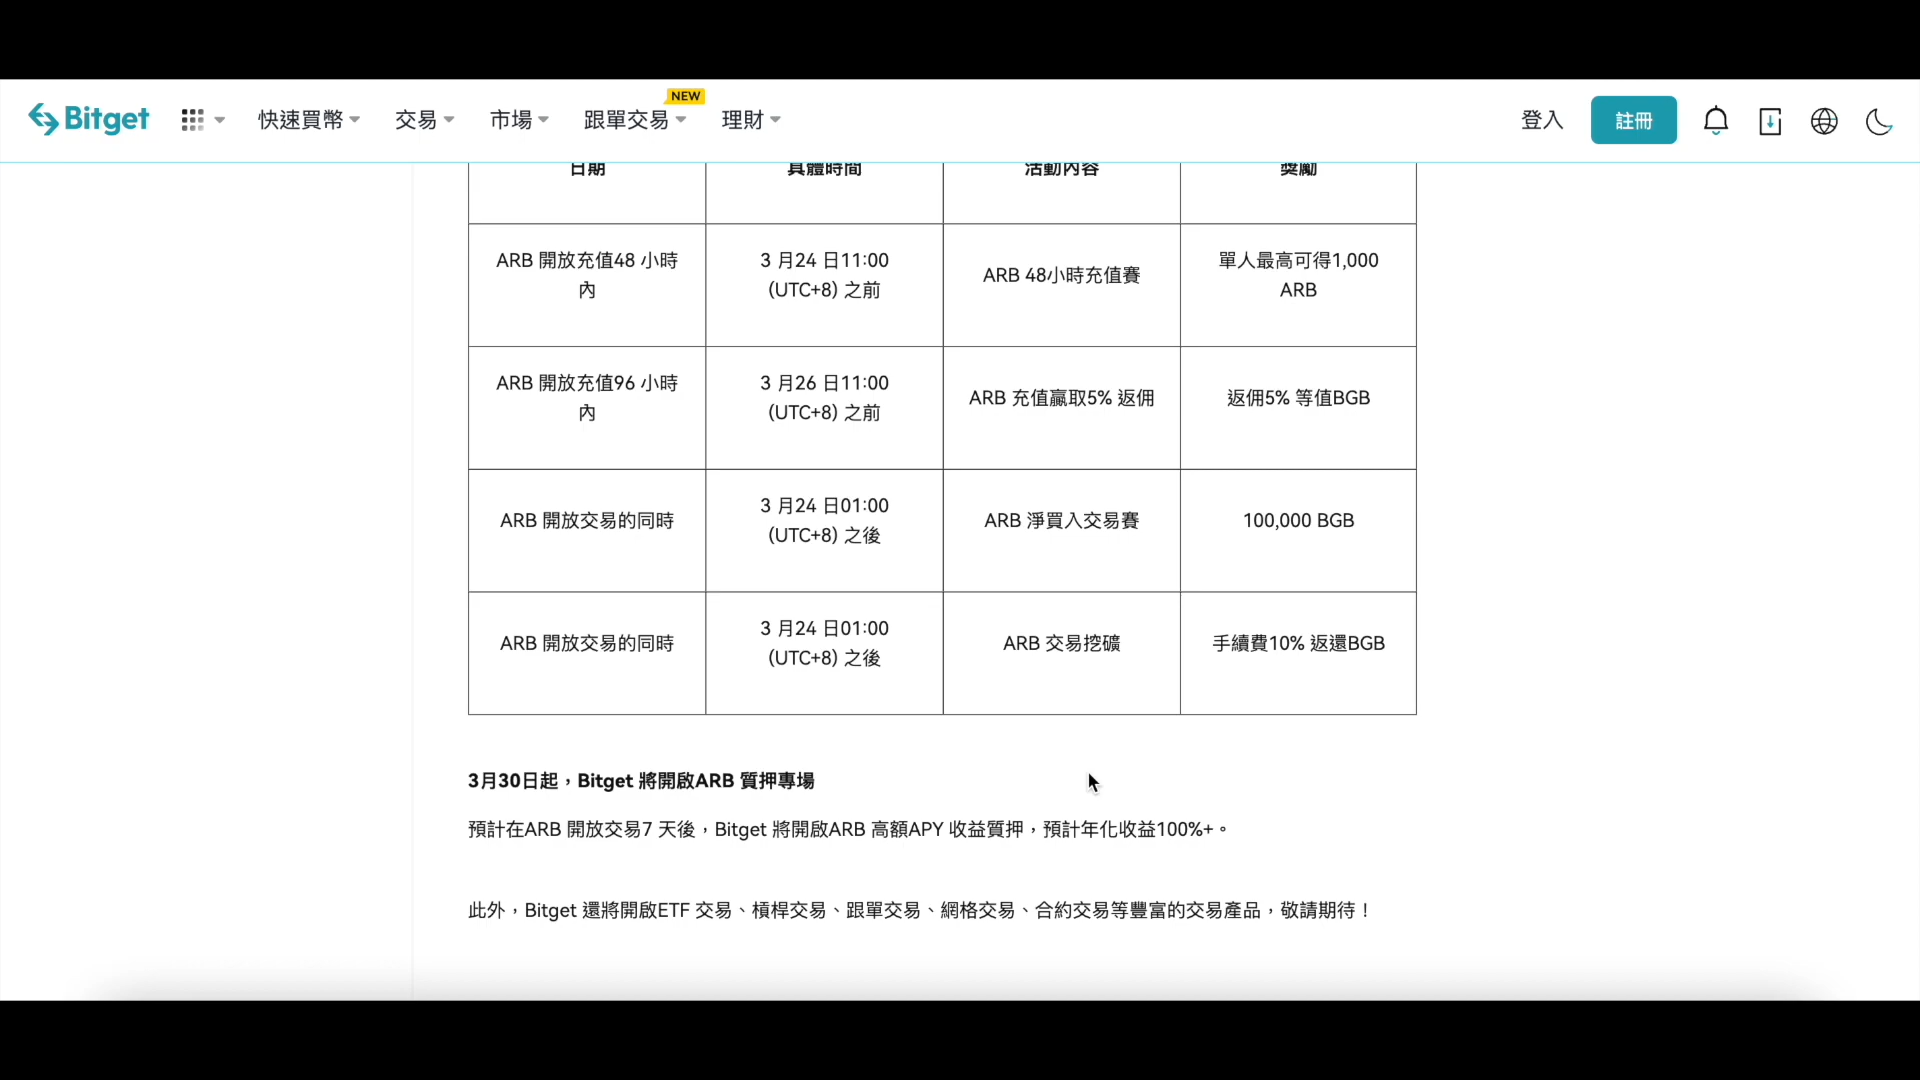 Bitget
快速買幣
交易
市場
跟單交易
NEW
理財
登入
註冊
日期
具體時間
活動內容
獎勵
ARB 開放充值48 小時
內
3 月24 日11:00
(UTC+8) 之前
ARB 48小時充值賽
單人最高可得1,000
ARB
ARB 開放充值96 小時
內
3 月26 日11:00
(UTC+8) 之前
ARB 充值贏取5% 返佣
返佣5% 等值BGB
ARB 開放交易的同時
3 月24 日01:00
(UTC+8) 之後
ARB 淨買入交易賽
100,000 BGB
ARB 開放交易的同時
3 月24 日01:00
(UTC+8) 之後
ARB 交易挖礦
手續費10% 返還BGB
3月30日起，Bitget 將開啟ARB 質押專場
預計在ARB 開放交易7 天後，Bitget 將開啟ARB 高額APY 收益質押，預計年化收益100%+。
此外，Bitget 還將開啟ETF 交易、槓桿交易、跟單交易、網格交易、合約交易等豐富的交易產品，敬請期待！